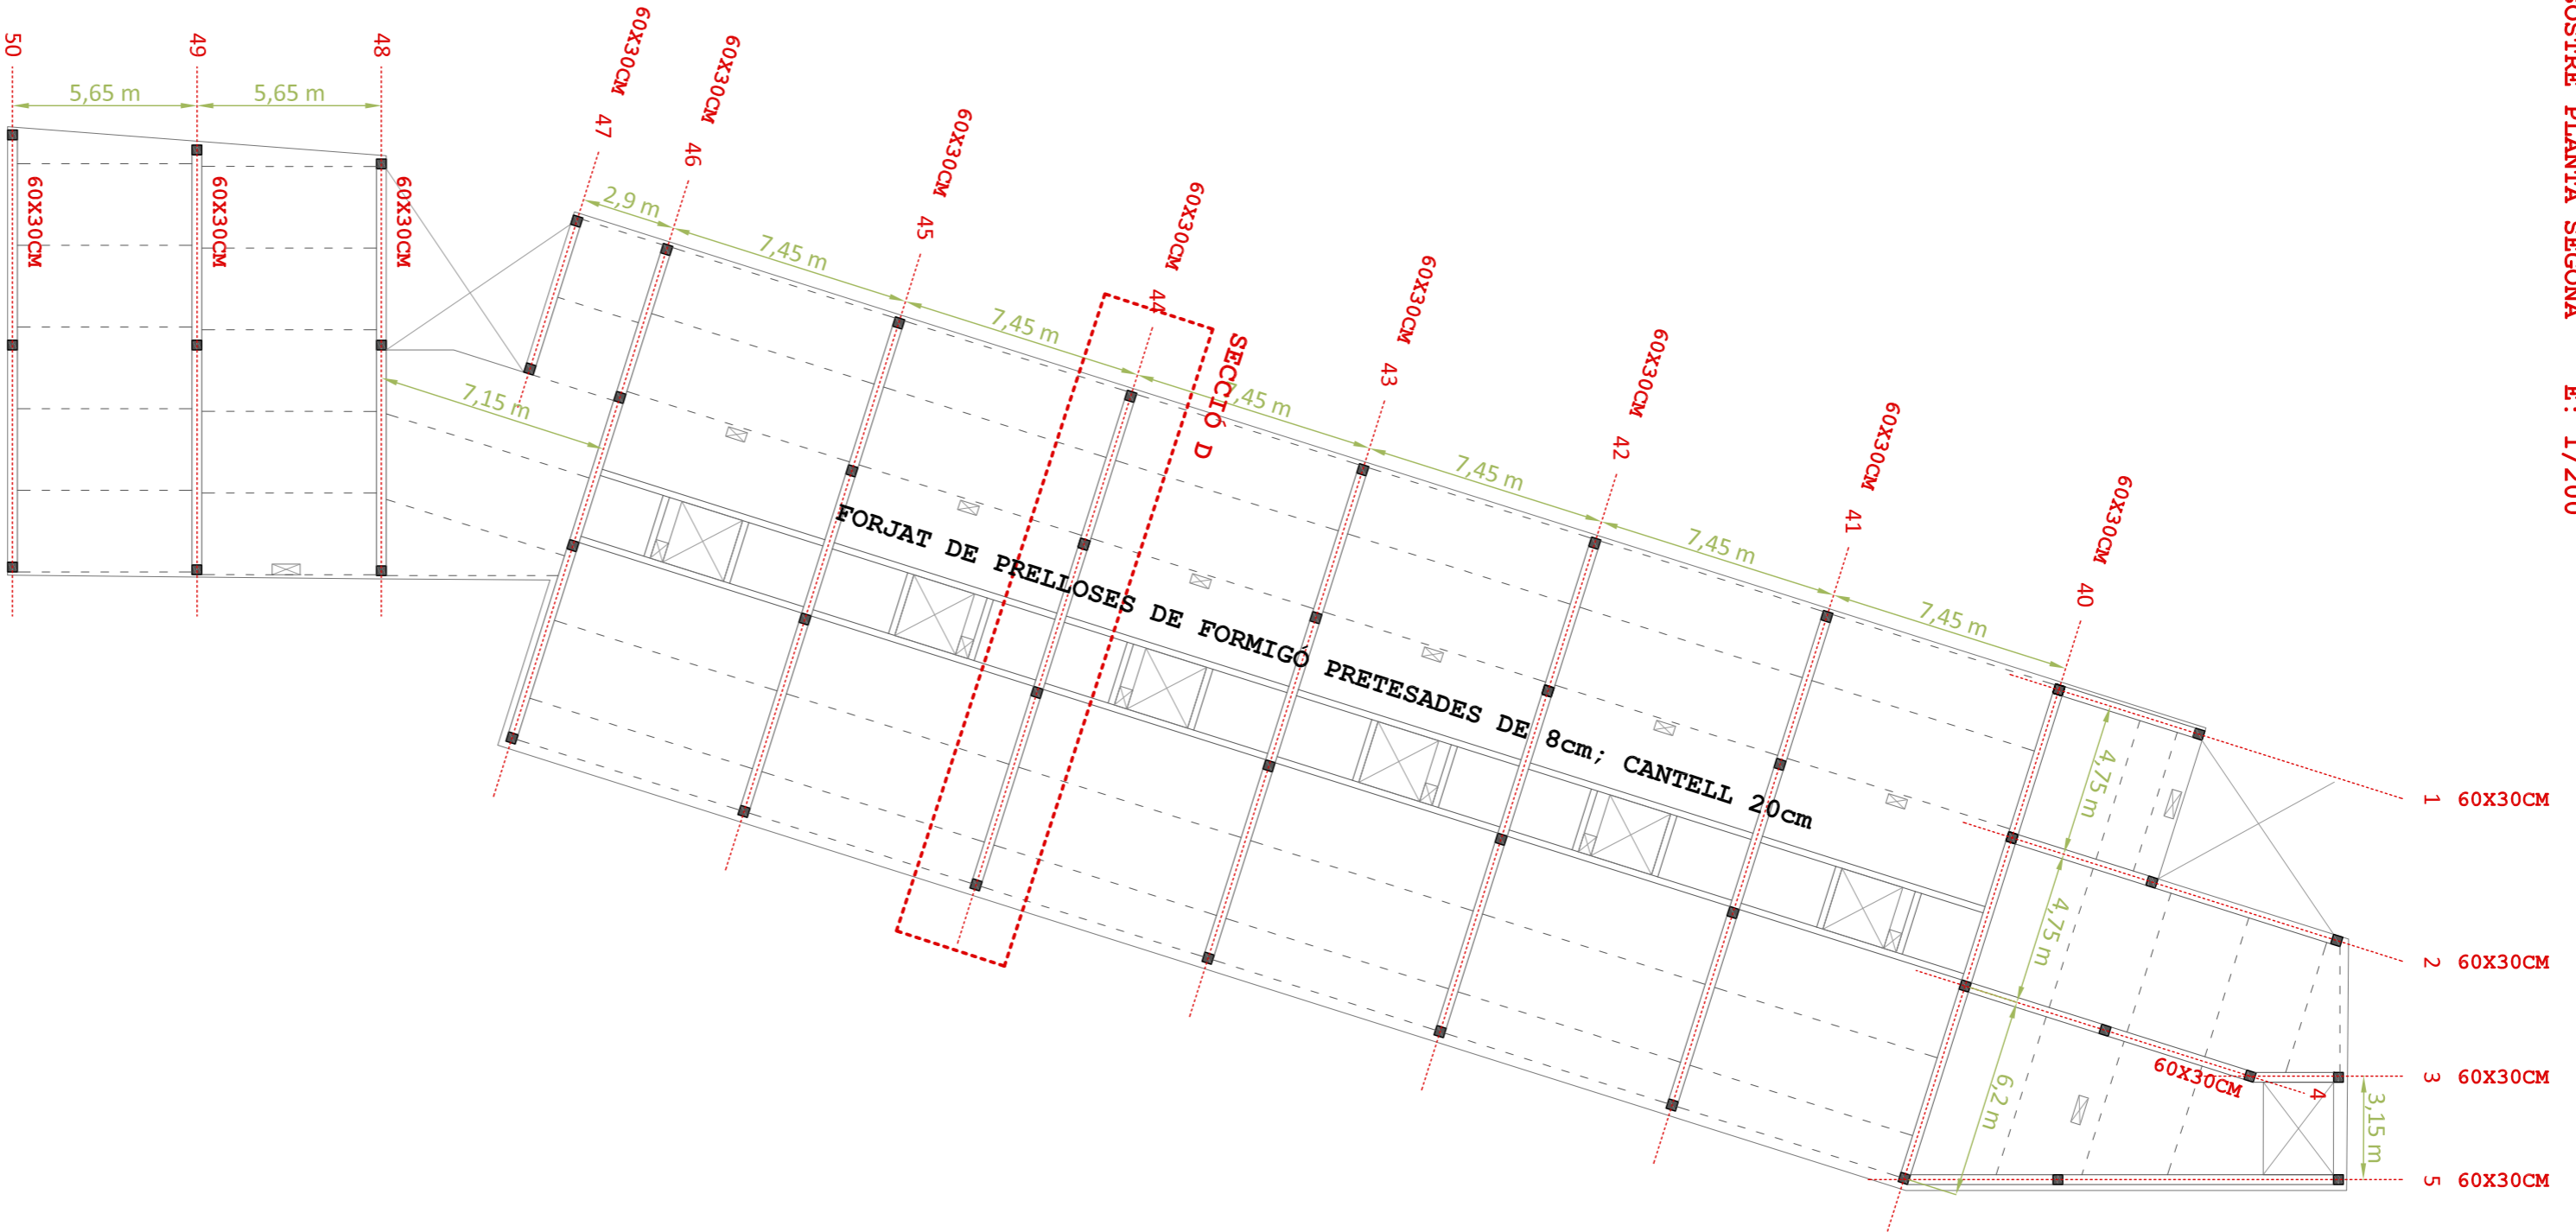 SOSTRE PLANTA SEGONA E: 1/200
50
49
48
5,65 m
5,65 m
60X30CM
60X30CM
60X30CM
60X30CM 47
60X30CM 46
60X30CM 45
60X30CM 44
60X30CM 43
60X30CM 42
60X30CM 41
60X30CM 40
2,9 m
7,45 m
7,45 m
7,45 m
7,45 m
7,45 m
7,45 m
7,15 m
SECCIÓ D
FORJAT DE PRELLOSES DE FORMIGÓ PRETESADES DE 8cm; CANTELL 20cm
4,75 m
4,75 m
6,2 m
3,15 m
1 60X30CM
2 60X30CM
3 60X30CM
60X30CM 4
5 60X30CM